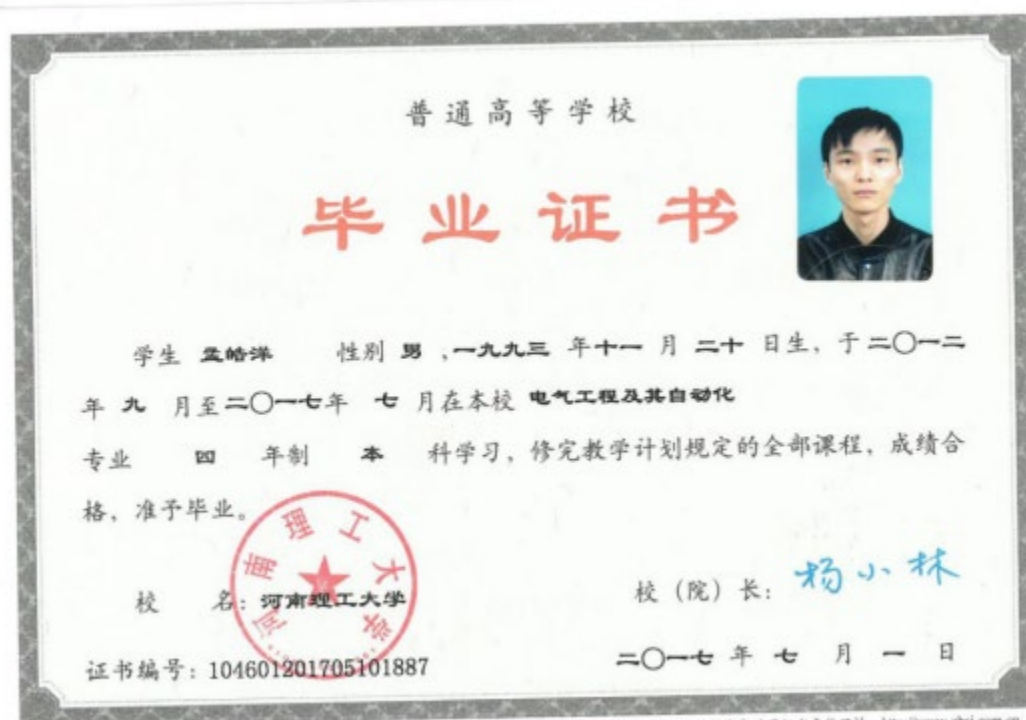 普通高等学校
毕业证书
学生 孟皓洋 性别 男 ,一九九三 年 十一 月 二十 日生，于 二〇一二
年 九 月至 二〇一七年 七 月在本校 电气工程及其自动化
专业 四 年制 本 科学习，修完教学计划规定的全部课程，成绩合
格，准予毕业。
河南理工大学
校 名：河南理工大学
校（院）长：杨小林
证书编号：104601201705101887
二〇一七 年 七 月 一 日